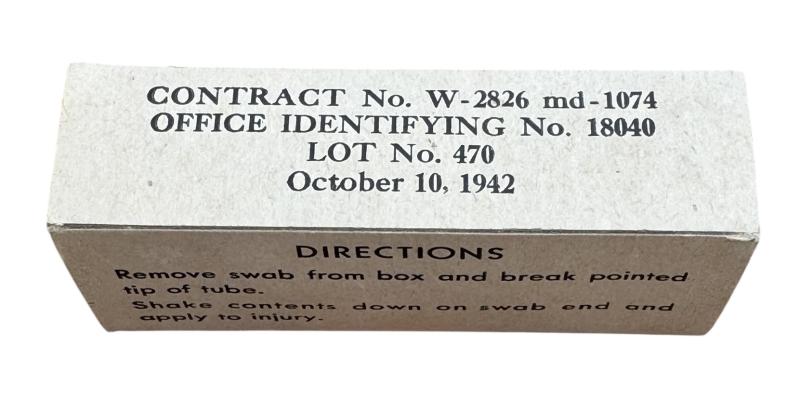 CONTRACT No. W-2826 md-1074
OFFICE IDENTIFYING No. 18040
LOT No. 470
October 10, 1942
DIRECTIONS
Remove swab from box and break pointed
tip of tube.
Shake contents down on swab end and
apply to injury.